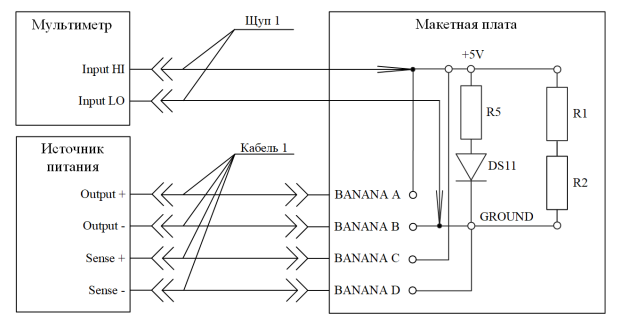 Мультиметр
Щуп 1
Макетная плата
+5V
Input HI
Input LO
R5
R1
Источник
питания
Кабель 1
DS11
R2
Output +
BANANA A
Output -
BANANA B
GROUND
Sense +
BANANA C
Sense -
BANANA D